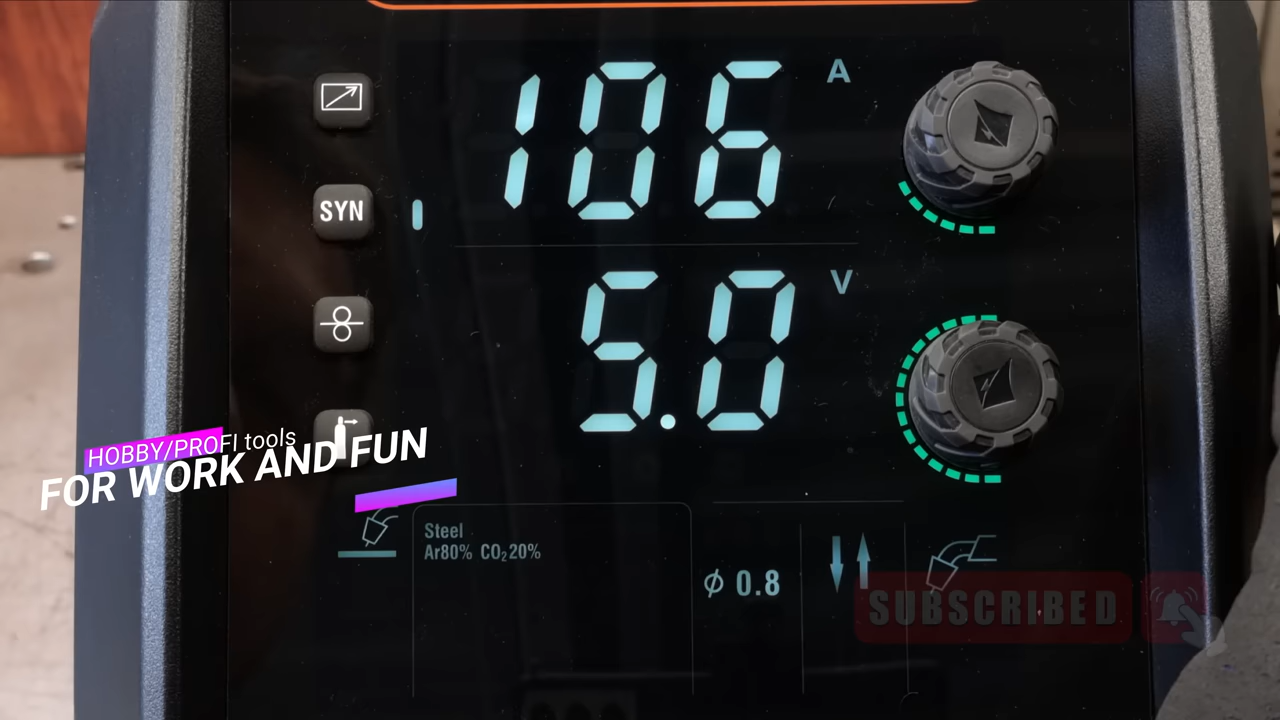 106 A
SYN
5.0 V
HOBBY/PROFI tools
FOR WORK AND FUN
Steel
Ar80% CO₂20%
ϕ 0.8
SUBSCRIBED